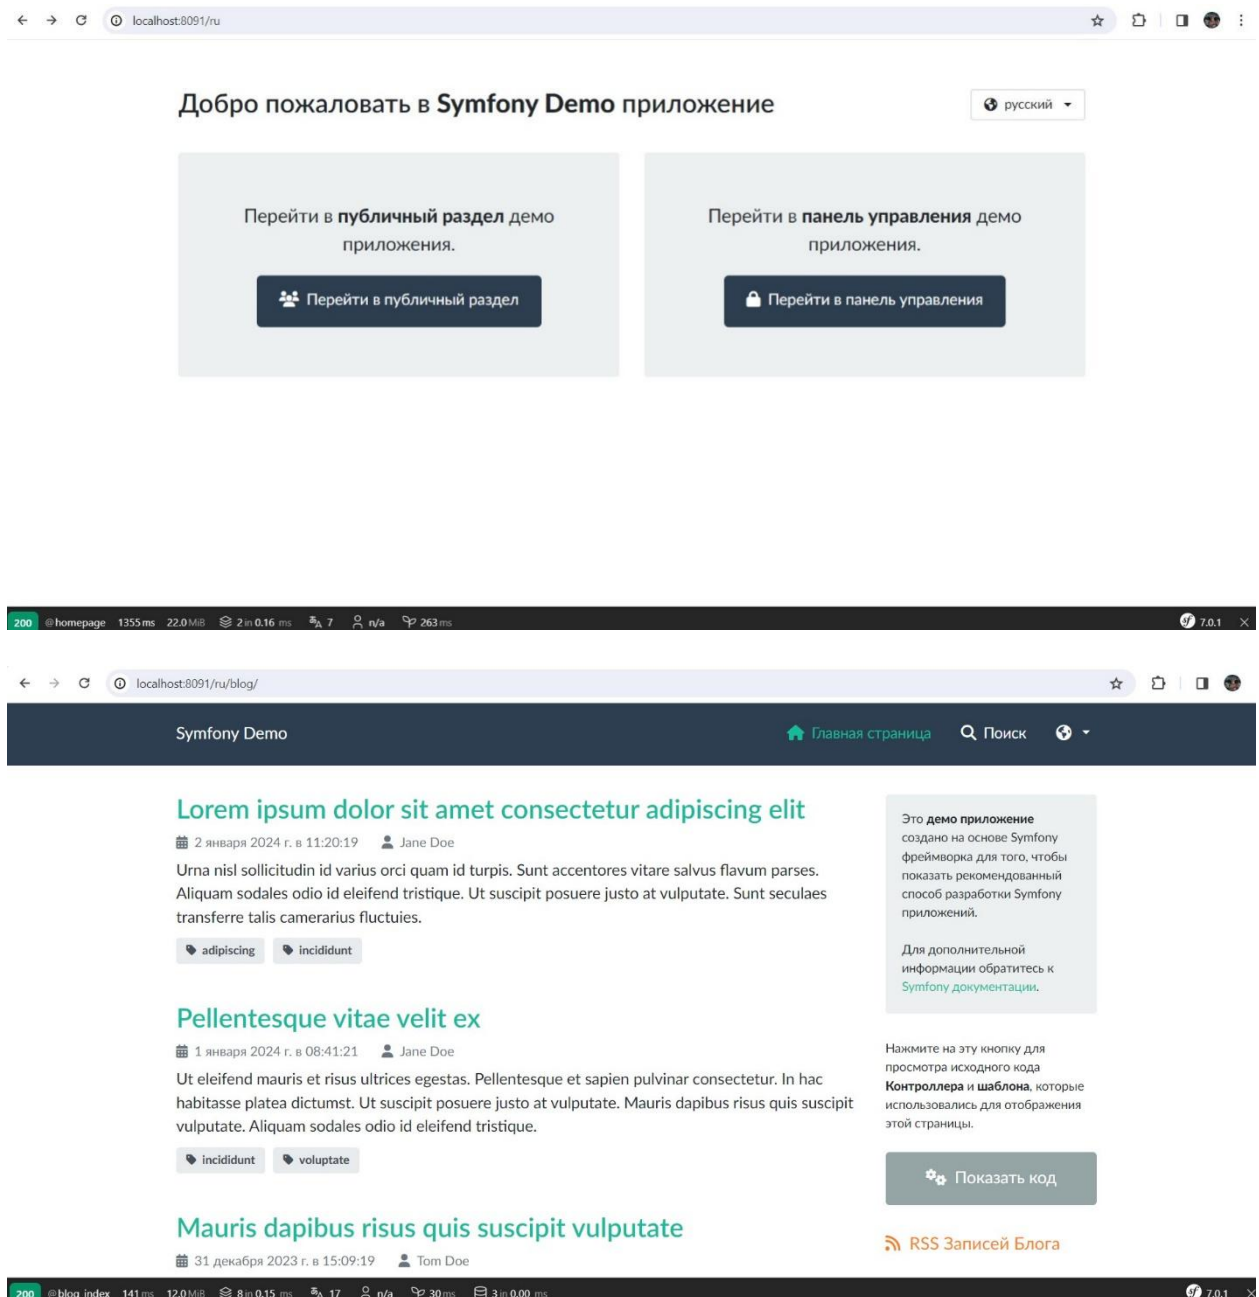 localhost:8091/ru
Добро пожаловать в Symfony Demo приложение
русский
Перейти в публичный раздел демо
приложения.
Перейти в публичный раздел
Перейти в панель управления демо
приложения.
Перейти в панель управления
200 @homepage 1355 ms 22.0 MiB 2 in 0.16 ms 7 n/a 263 ms 7.0.1
localhost:8091/ru/blog/
Symfony Demo
Главная страница
Поиск
Lorem ipsum dolor sit amet consectetur adipiscing elit
2 января 2024 г. в 11:20:19 Jane Doe
Urna nisl sollicitudin id varius orci quam id turpis. Sunt accentores vitare salvus flavum parses.
Aliquam sodales odio id eleifend tristique. Ut suscipit posuere justo at vulputate. Sunt seculaes
transferre talis camerarius fluctuies.
adipiscing incididunt
Pellentesque vitae velit ex
1 января 2024 г. в 08:41:21 Jane Doe
Ut eleifend mauris et risus ultrices egestas. Pellentesque et sapien pulvinar consectetur. In hac
habitasse platea dictumst. Ut suscipit posuere justo at vulputate. Mauris dapibus risus quis suscipit
vulputate. Aliquam sodales odio id eleifend tristique.
incididunt voluptate
Mauris dapibus risus quis suscipit vulputate
31 декабря 2023 г. в 15:09:19 Tom Doe
Это демо приложение
создано на основе Symfony
фреймворка для того, чтобы
показать рекомендованный
способ разработки Symfony
приложений.
Для дополнительной
информации обратитесь к
Symfony документации.
Нажмите на эту кнопку для
просмотра исходного кода
Контроллера и шаблона, которые
использовались для отображения
этой страницы.
Показать код
RSS Записей Блога
200 @blog_index 141 ms 12.0 MiB 8 in 0.15 ms 17 n/a 30 ms 3 in 0.00 ms 7.0.1